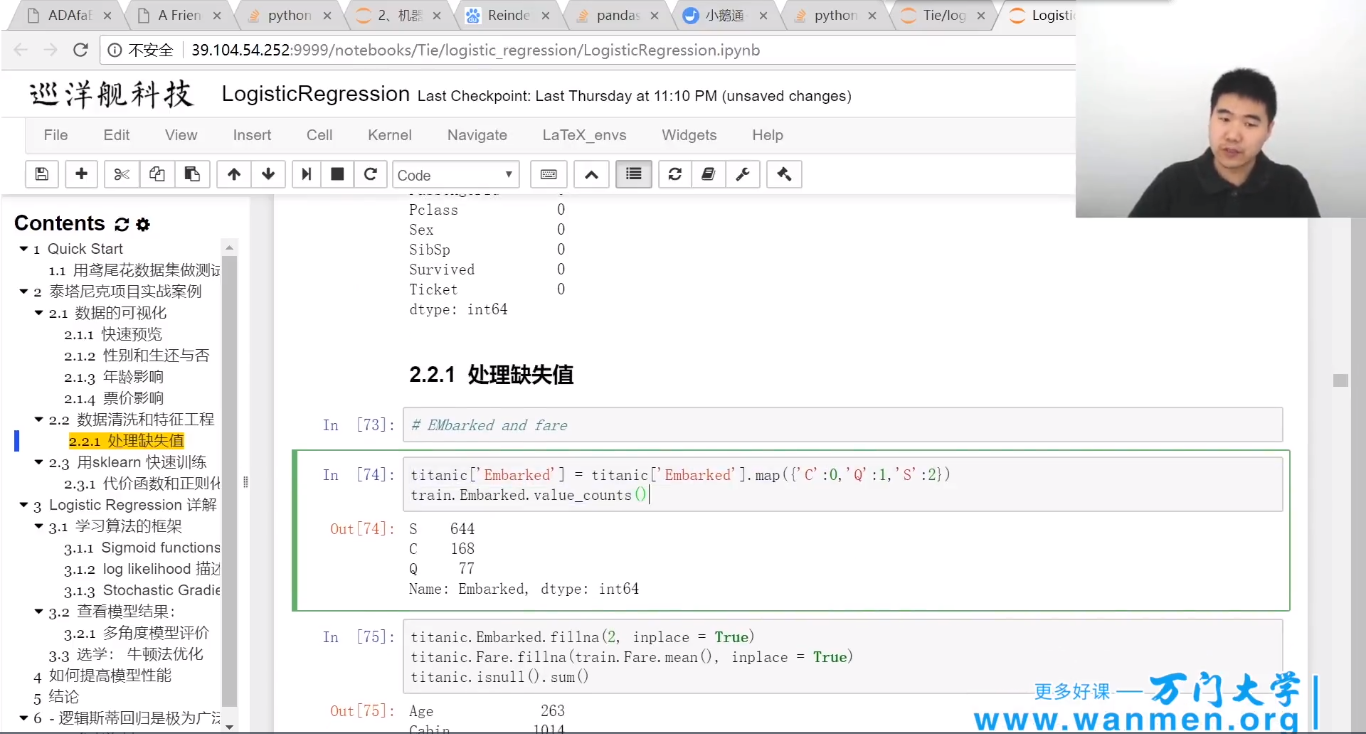 ADAfa
A Frien
python
2、机器
Reinde
pandas
小鹅通
python
Tie/log
Logist
不安全 39.104.54.252:9999/notebooks/Tie/logistic_regression/LogisticRegression.ipynb
巡洋舰科技 LogisticRegression Last Checkpoint: Last Thursday at 11:10 PM (unsaved changes)
File Edit View Insert Cell Kernel Navigate LaTeX_envs Widgets Help
Code
Contents
1 Quick Start
1.1 用鸢尾花数据集做测试
2 泰塔尼克项目实战案例
2.1 数据的可视化
2.1.1 快速预览
2.1.2 性别和生还与否
2.1.3 年龄影响
2.1.4 票价影响
2.2 数据清洗和特征工程
2.2.1 处理缺失值
2.3 用sklearn 快速训练
2.3.1 代价函数和正则化
3 Logistic Regression 详解
3.1 学习算法的框架
3.1.1 Sigmoid functions
3.1.2 log likelihood 描述
3.1.3 Stochastic Gradie
3.2 查看模型结果:
3.2.1 多角度模型评价
3.3 选学: 牛顿法优化
4 如何提高模型性能
5 结论
6 - 逻辑斯蒂回归是极为广泛
Pclass 0
Sex 0
SibSp 0
Survived 0
Ticket 0
dtype: int64
2.2.1 处理缺失值
In [73]: # EMbarked and fare
In [74]: titanic['Embarked'] = titanic['Embarked'].map({'C':0,'Q':1,'S':2})
train.Embarked.value_counts()
Out[74]: S 644
C 168
Q 77
Name: Embarked, dtype: int64
In [75]: titanic.Embarked.fillna(2, inplace = True)
titanic.Fare.fillna(train.Fare.mean(), inplace = True)
titanic.isnull().sum()
Out[75]: Age 263
Cabin 1014
更多好课 — 万门大学
www.wanmen.org